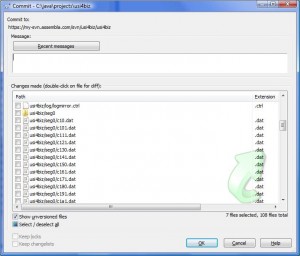 Commit - C:\java\projects\usi4biz
Commit to:
https://my-svn.assembla.com/svn/usi4biz
Message:
Recent messages
Changes made (double-click on file for diff):
Path Extension
usi4biz/log/logmirror.ctrl .ctrl
usi4biz/seg0
usi4biz/seg0/c10.dat .dat
usi4biz/seg0/c101.dat .dat
usi4biz/seg0/c111.dat .dat
usi4biz/seg0/c121.dat .dat
usi4biz/seg0/c130.dat .dat
usi4biz/seg0/c141.dat .dat
usi4biz/seg0/c150.dat .dat
usi4biz/seg0/c161.dat .dat
usi4biz/seg0/c171.dat .dat
usi4biz/seg0/c180.dat .dat
usi4biz/seg0/c191.dat .dat
usi4biz/seg0/c1a1.dat .dat
Show unversioned files 7 files selected, 108 files total
Select / deselect all
Keep locks
Keep changelists
OK Cancel Help